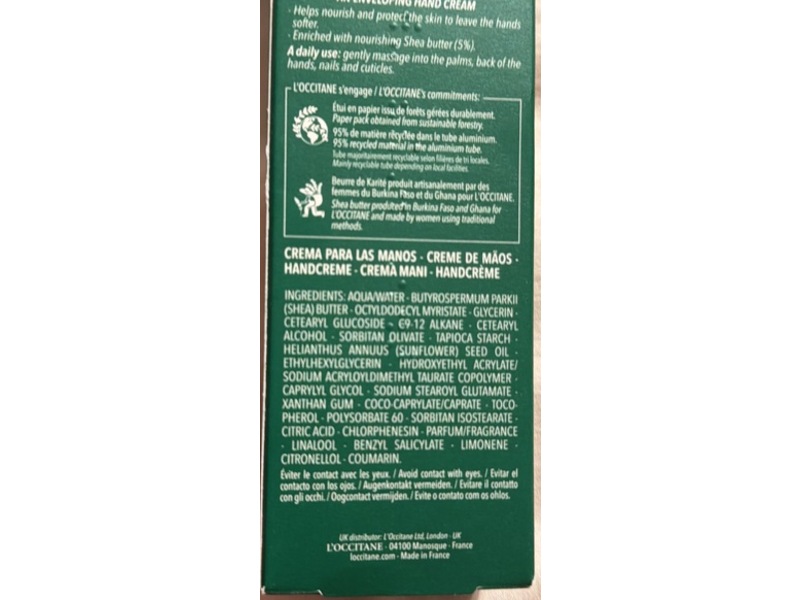 AN ENVELOPING HAND CREAM
· Helps nourish and protect the skin to leave the hands
softer.
· Enriched with nourishing Shea butter (5%).
A daily use: gently massage into the palms, back of the
hands, nails and cuticles.
L'OCCITANE s'engage / L'OCCITANE's commitments:
Étui en papier issu de forêts gérées durablement.
Paper pack obtained from sustainable forestry.
95% de matière récyclée dans le tube aluminium.
95% recycled material in the aluminium tube.
Tube majoritairement recyclable selon filières de tri locales.
Mainly recyclable tube depending on local facilities.
Beurre de Karité produit artisanalement par des
femmes du Burkina Faso et du Ghana pour L'OCCITANE.
Shea butter produced in Burkina Faso and Ghana for
L'OCCITANE and made by women using traditional
methods.
CREMA PARA LAS MANOS · CREME DE MÃOS ·
HANDCREME · CREMA MANI · HANDCRÈME
INGREDIENTS: AQUA/WATER · BUTYROSPERMUM PARKII
(SHEA) BUTTER · OCTYLDODECYL MYRISTATE · GLYCERIN ·
CETEARYL GLUCOSIDE · C9-12 ALKANE · CETEARYL
ALCOHOL · SORBITAN OLIVATE · TAPIOCA STARCH ·
HELIANTHUS ANNUUS (SUNFLOWER) SEED OIL ·
ETHYLHEXYLGLYCERIN · HYDROXYETHYL ACRYLATE/
SODIUM ACRYLOYLDIMETHYL TAURATE COPOLYMER ·
CAPRYLYL GLYCOL · SODIUM STEAROYL GLUTAMATE ·
XANTHAN GUM · COCO-CAPRYLATE/CAPRATE · TOCO-
PHEROL · POLYSORBATE 60 · SORBITAN ISOSTEARATE ·
CITRIC ACID · CHLORPHENESIN · PARFUM/FRAGRANCE
· LINALOOL · BENZYL SALICYLATE · LIMONENE ·
CITRONELLOL · COUMARIN.
Éviter le contact avec les yeux. / Avoid contact with eyes. / Evitar el
contacto con los ojos. / Augenkontakt vermeiden. / Evitare il contatto
con gli occhi. / Oogcontact vermijden. / Evite o contato com os olhos.
UK distributor: L'Occitane Ltd, London - UK
L'OCCITANE - 04100 Manosque - France
loccitane.com - Made in France